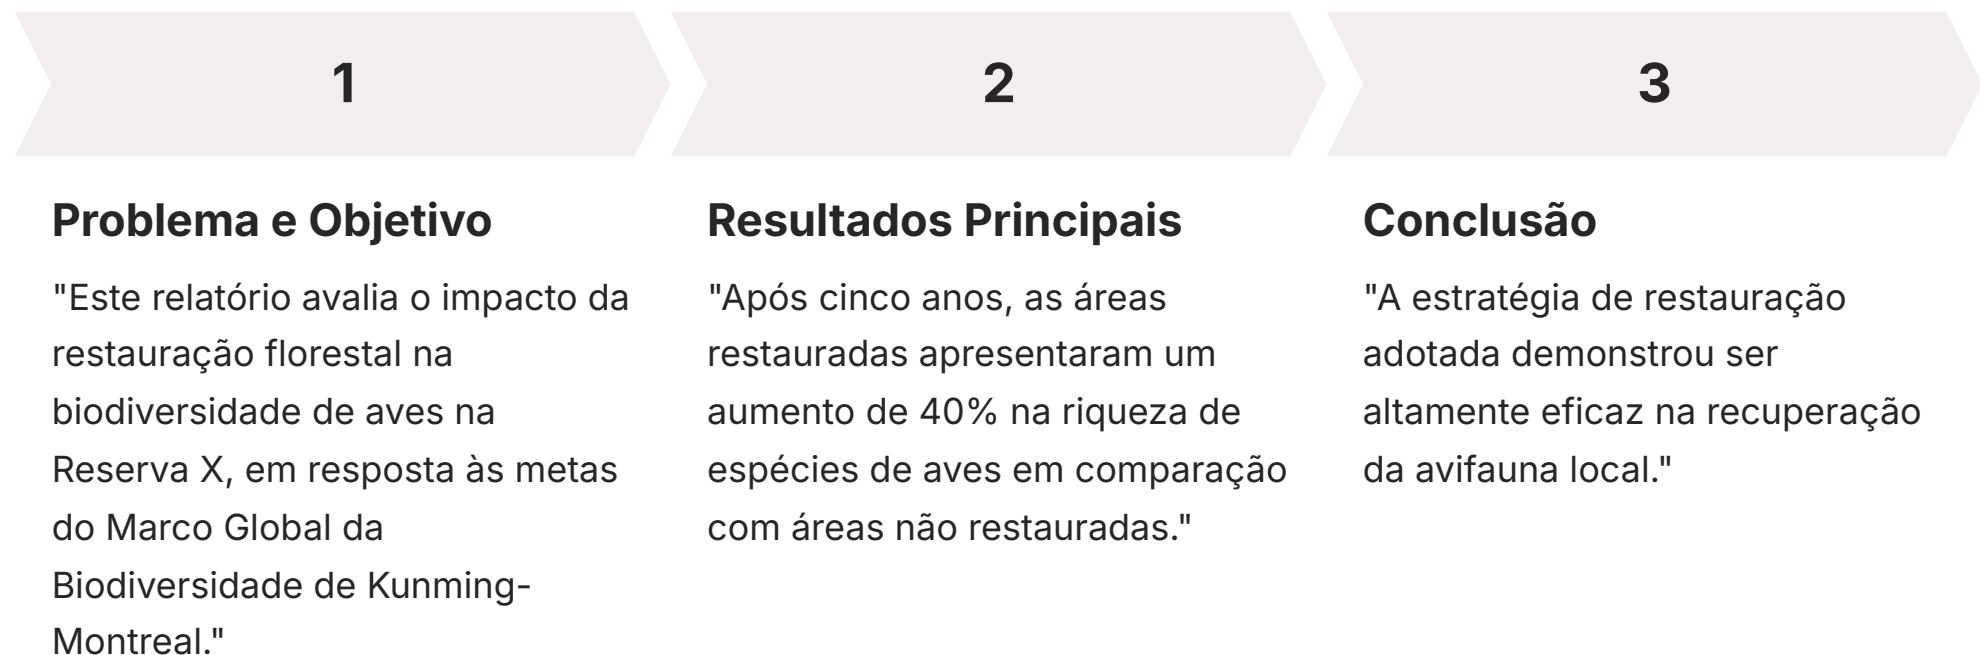 1
Problema e Objetivo
"Este relatório avalia o impacto da
restauração florestal na
biodiversidade de aves na
Reserva X, em resposta às metas
do Marco Global da
Biodiversidade de Kunming-
Montreal."
2
Resultados Principais
"Após cinco anos, as áreas
restauradas apresentaram um
aumento de 40% na riqueza de
espécies de aves em comparação
com áreas não restauradas."
3
Conclusão
"A estratégia de restauração
adotada demonstrou ser
altamente eficaz na recuperação
da avifauna local."